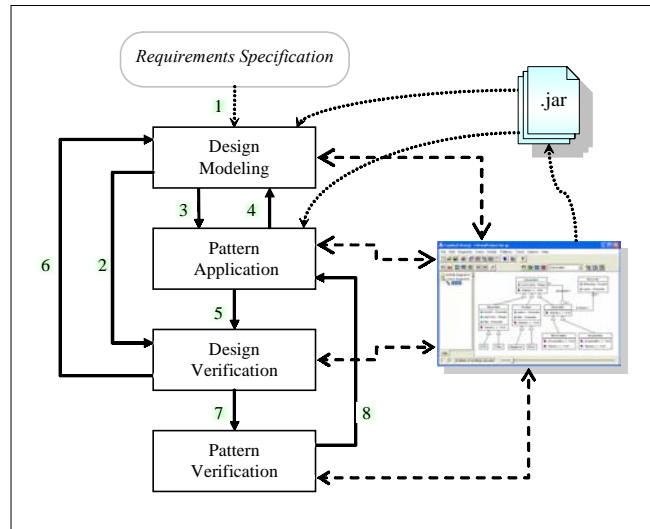 Requirements Specification
1
.jar
Design
Modeling
3
4
6
2
Pattern
Application
5
Design
Verification
7
8
Pattern
Verification